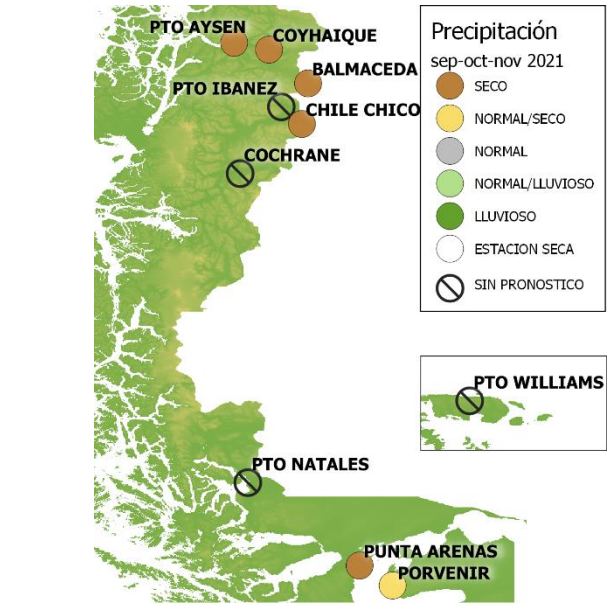 PTO AYSEN
COYHAIQUE
BALMACEDA
PTO IBANEZ
CHILE CHICO
COCHRANE
PTO NATALES
PUNTA ARENAS
PORVENIR
Precipitación
sep-oct-nov 2021
SECO
NORMAL/SECO
NORMAL
NORMAL/LLUVIOSO
LLUVIOSO
ESTACION SECA
SIN PRONOSTICO
PTO WILLIAMS